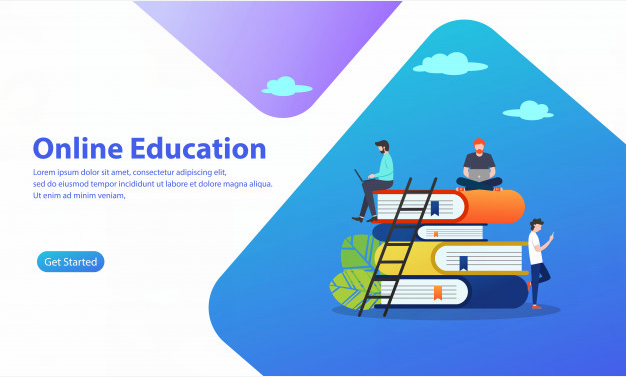 Online Education
Lorem ipsum dolor sit amet, consectetur adipiscing elit,
sed do eiusmod tempor incididunt ut labore et dolore magna aliqua.
Ut enim ad minim veniam,
Get Started